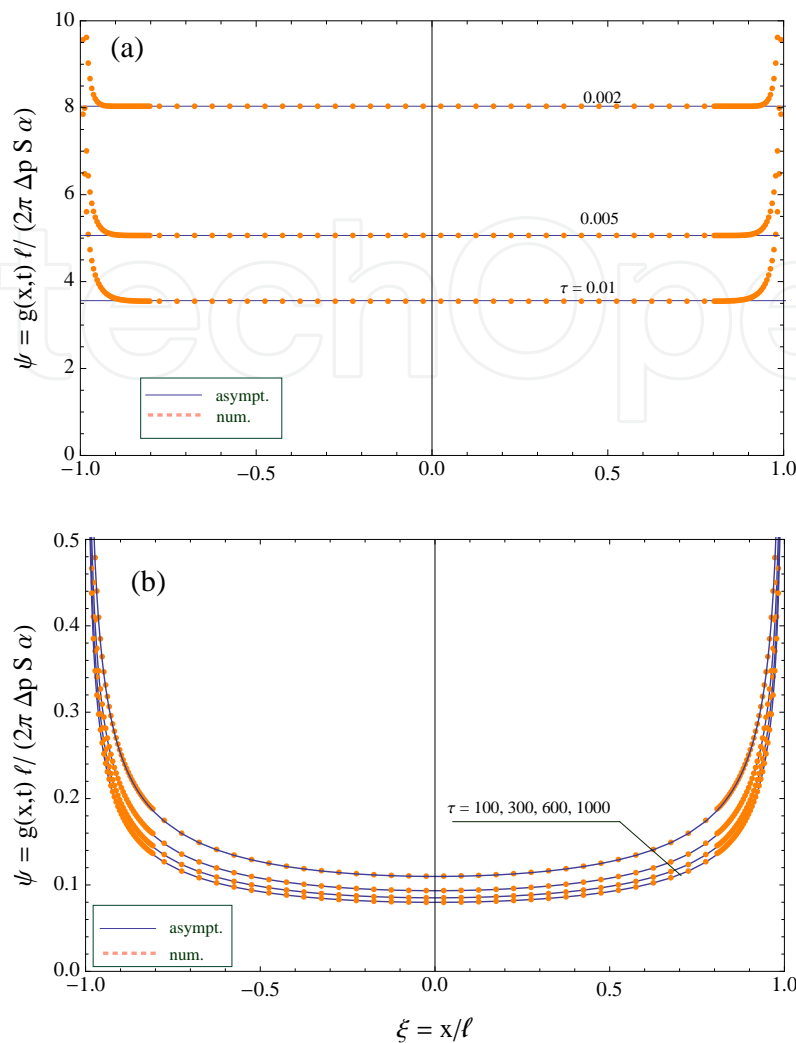 (a)
ψ = g(x,t) ℓ / (2π Δp S α)
10
8
6
4
2
0
0.002
0.005
τ = 0.01
asympt.
num.
−1.0
−0.5
0.0
0.5
1.0
(b)
ψ = g(x,t) ℓ / (2π Δp S α)
0.5
0.4
0.3
0.2
0.1
0.0
τ = 100, 300, 600, 1000
asympt.
num.
−1.0
−0.5
0.0
0.5
1.0
ξ = x/ℓ
techOpe